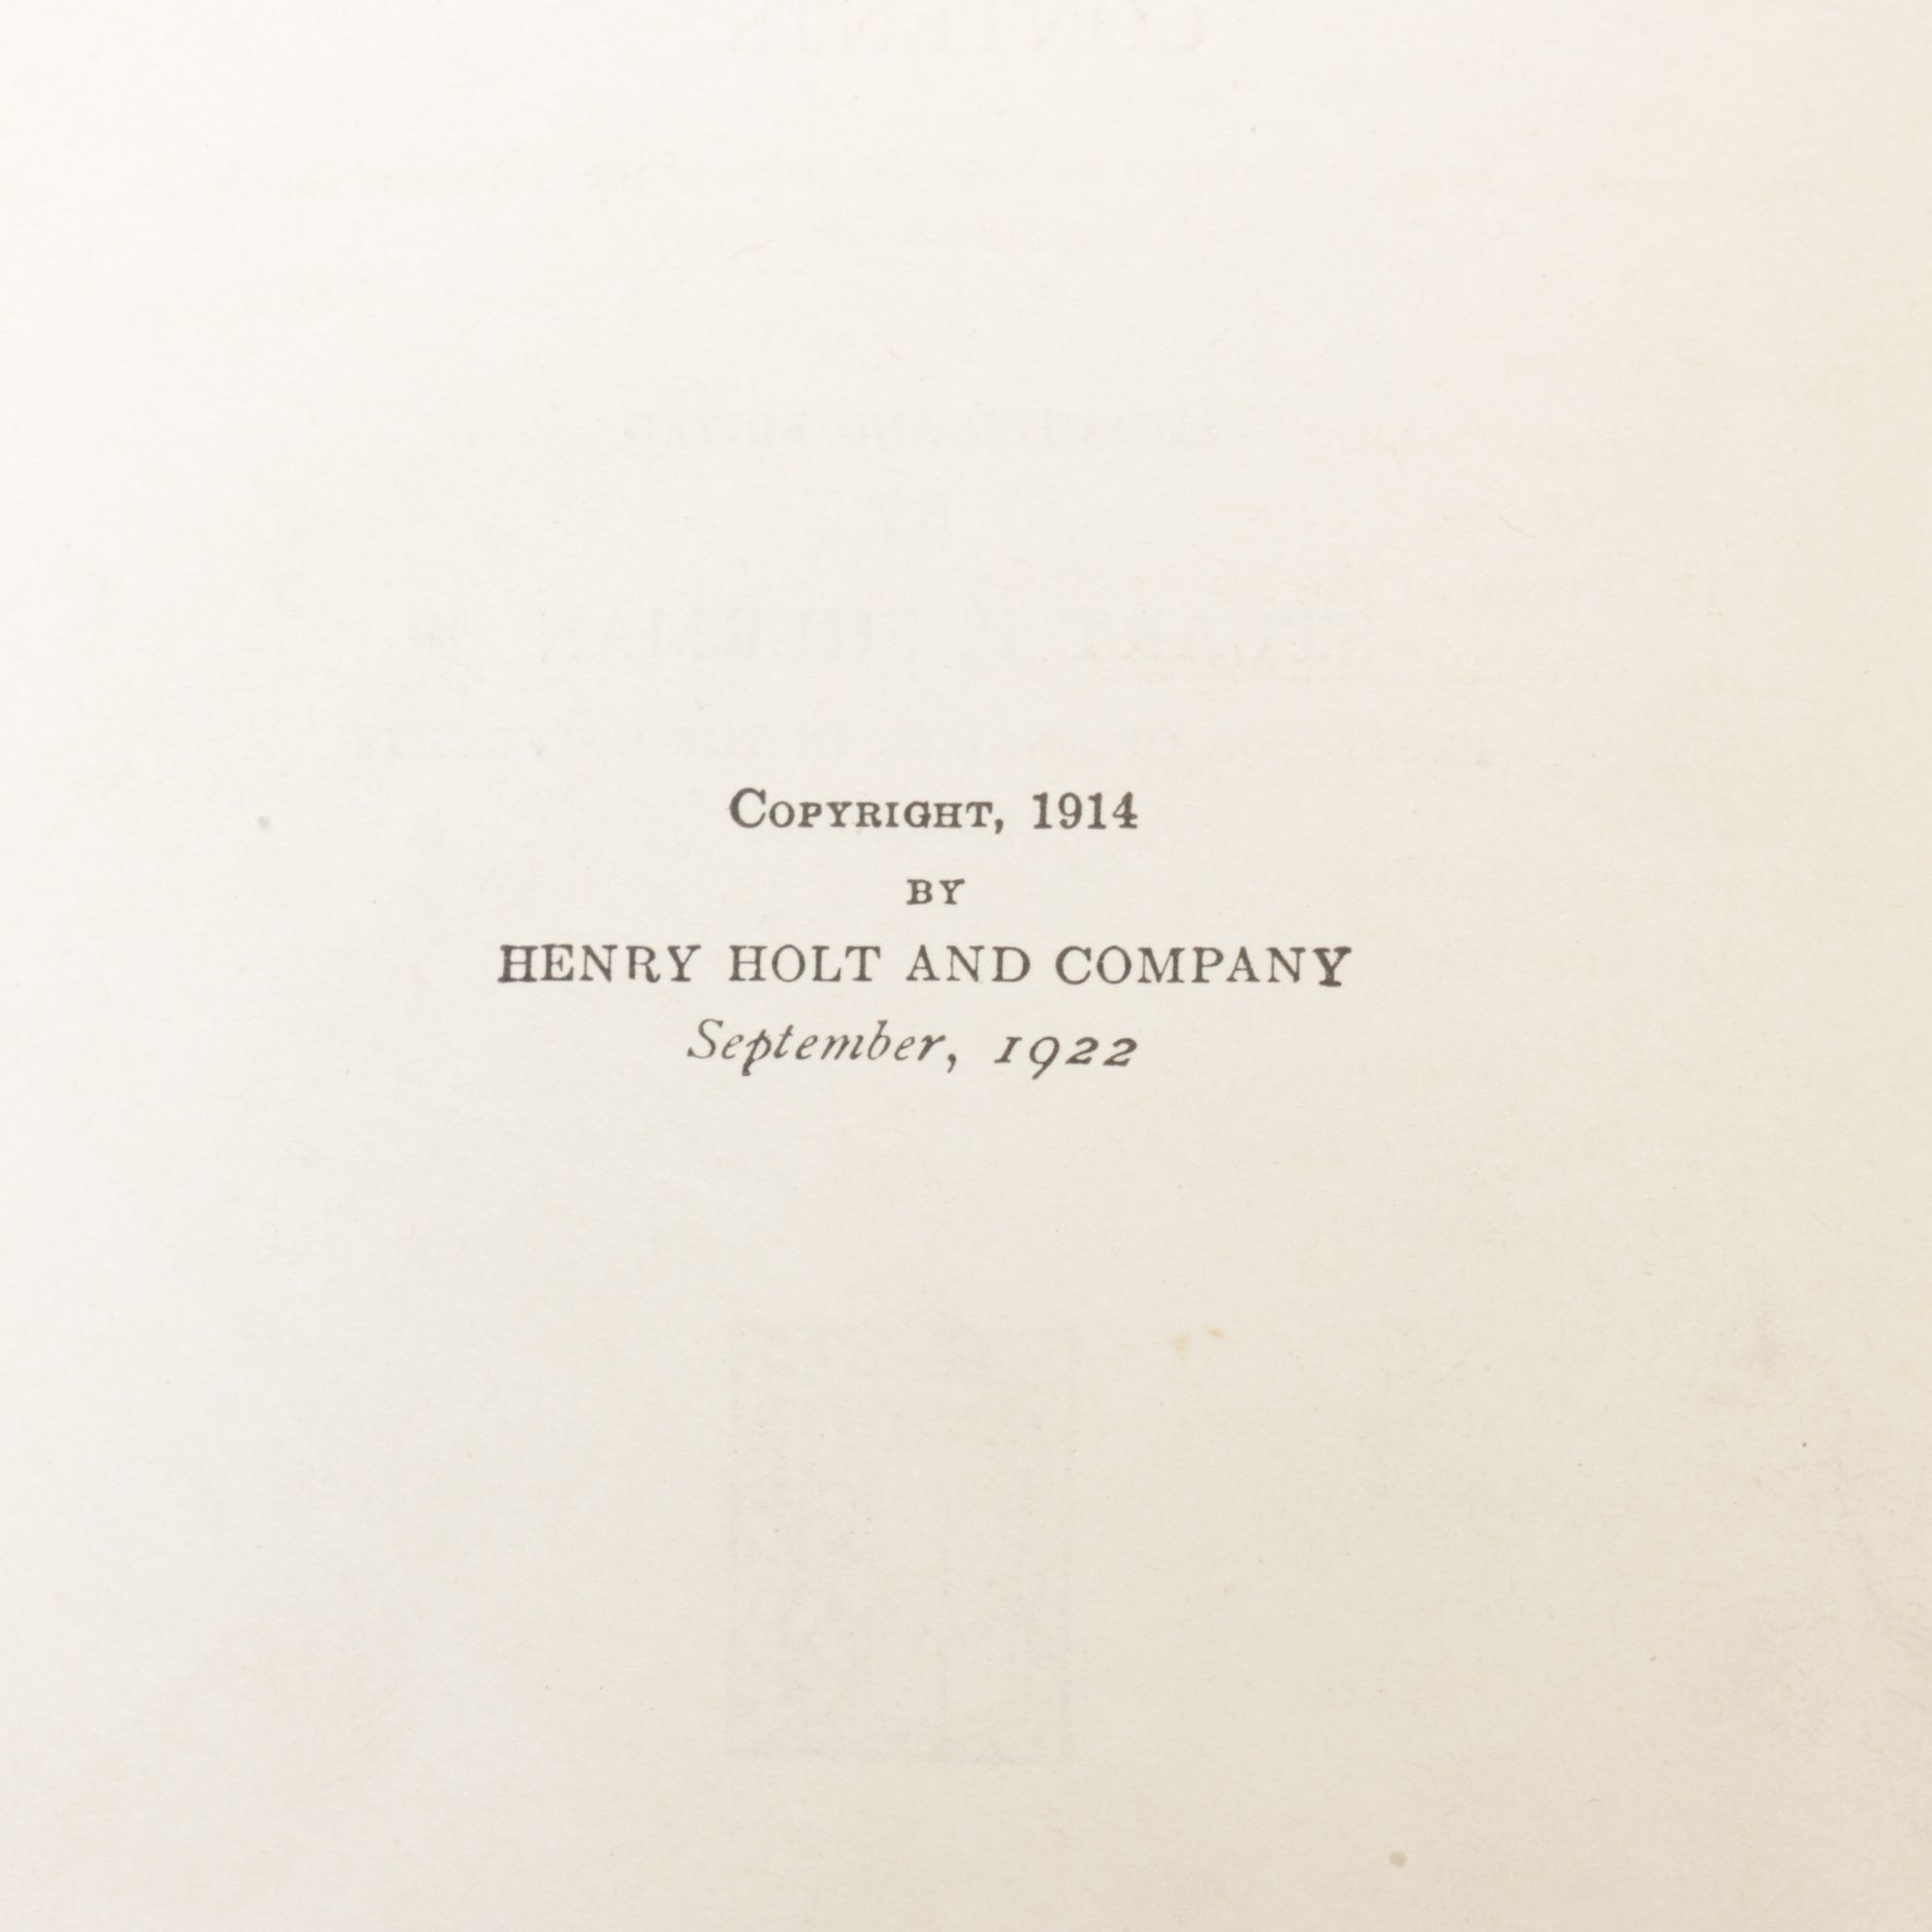 COPYRIGHT, 1914
BY
HENRY HOLT AND COMPANY
September, 1922